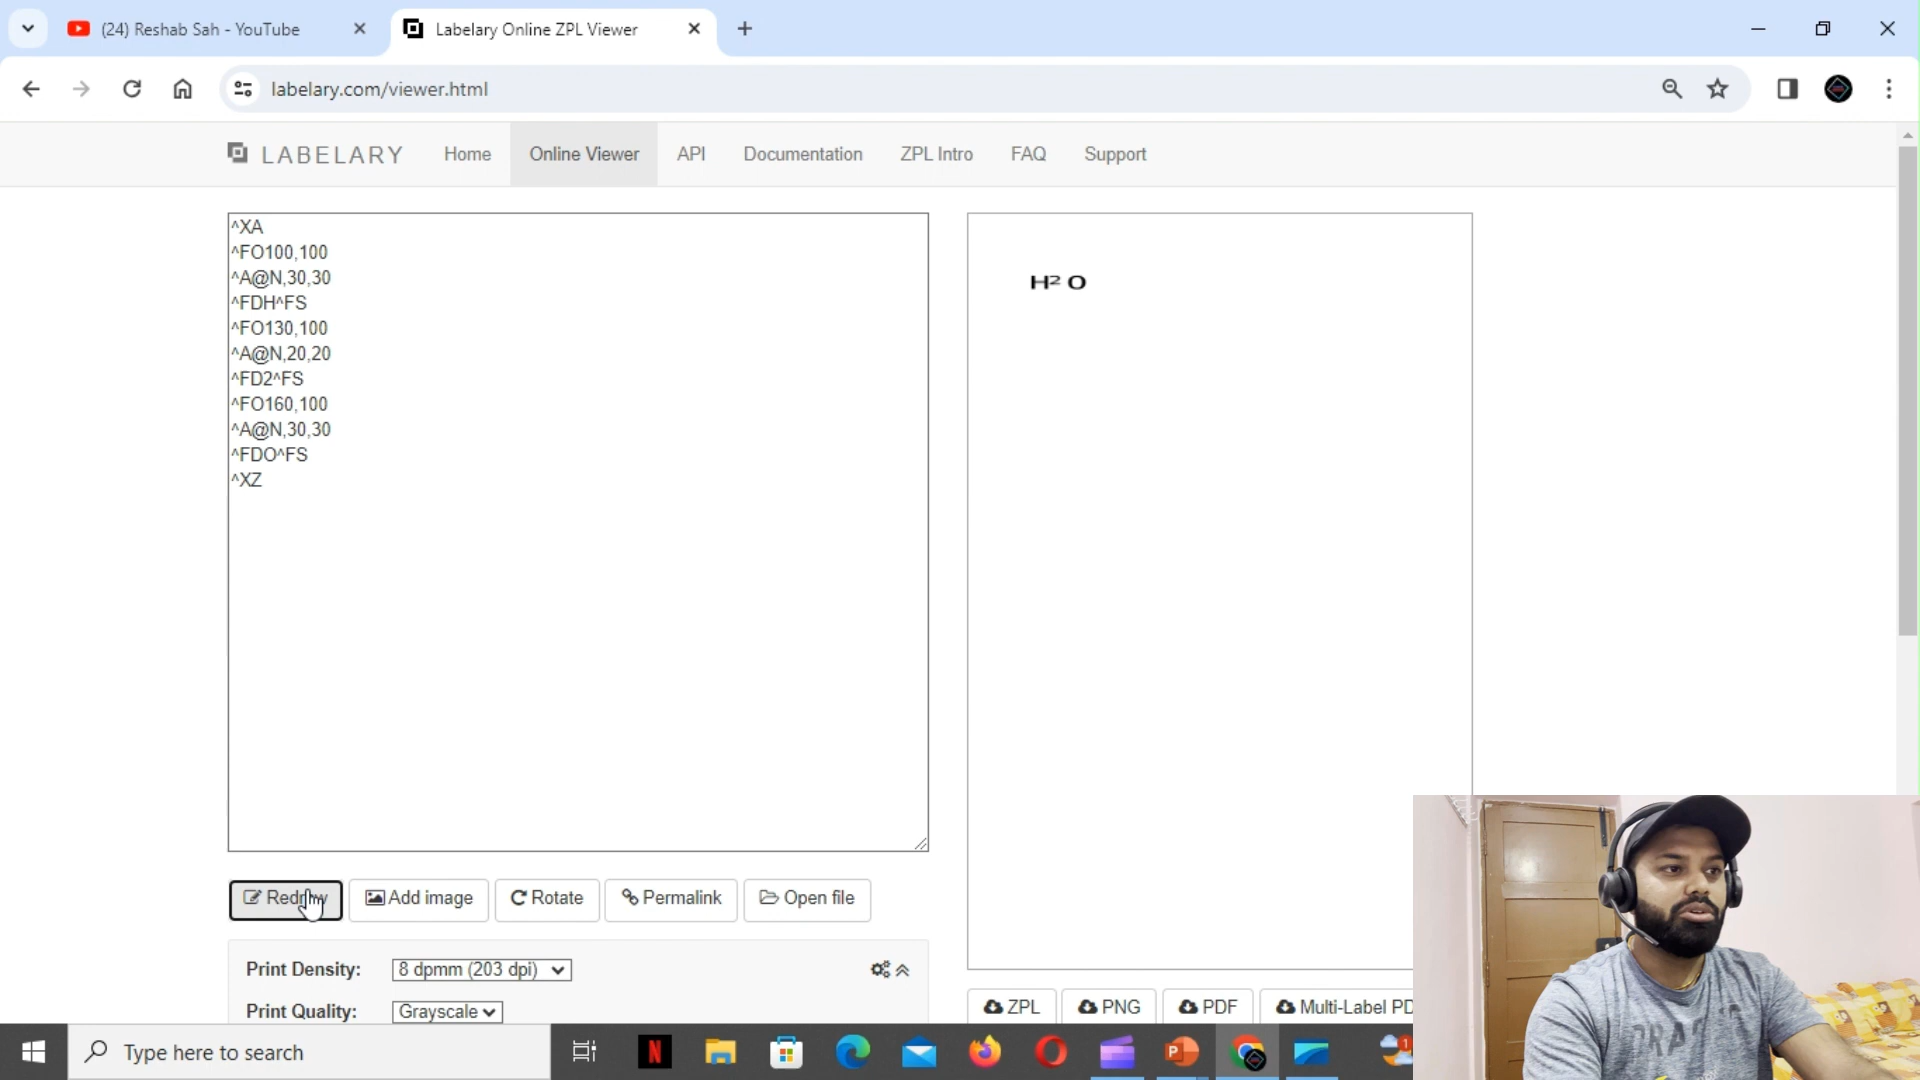 (24) Reshab Sah - YouTube
Labelary Online ZPL Viewer
labelary.com/viewer.html
LABELARY
Home
Online Viewer
API
Documentation
ZPL Intro
FAQ
Support
^XA
^FO100,100
^A@N,30,30
^FDH^FS
^FO130,100
^A@N,20,20
^FD2^FS
^FO160,100
^A@N,30,30
^FDO^FS
^XZ
H² O
Redraw
Add image
Rotate
Permalink
Open file
Print Density:
8 dpmm (203 dpi)
Print Quality:
Grayscale
ZPL
PNG
PDF
Multi-Label PD
Type here to search
1